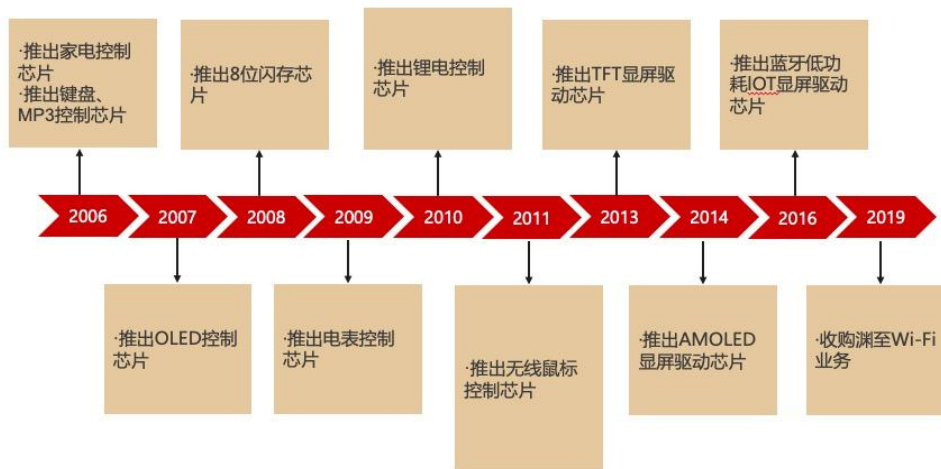 ·推出家电控制
芯片
·推出键盘、
MP3控制芯片
·推出8位闪存芯
片
·推出锂电控制
芯片
·推出TFT显屏驱
动芯片
·推出蓝牙低功
耗IOT显屏驱动
芯片
2006
2007
2008
2009
2010
2011
2013
2014
2016
2019
·推出OLED控制
芯片
·推出电表控制
芯片
·推出无线鼠标
控制芯片
·推出AMOLED
显屏驱动芯片
·收购渊至Wi-Fi
业务